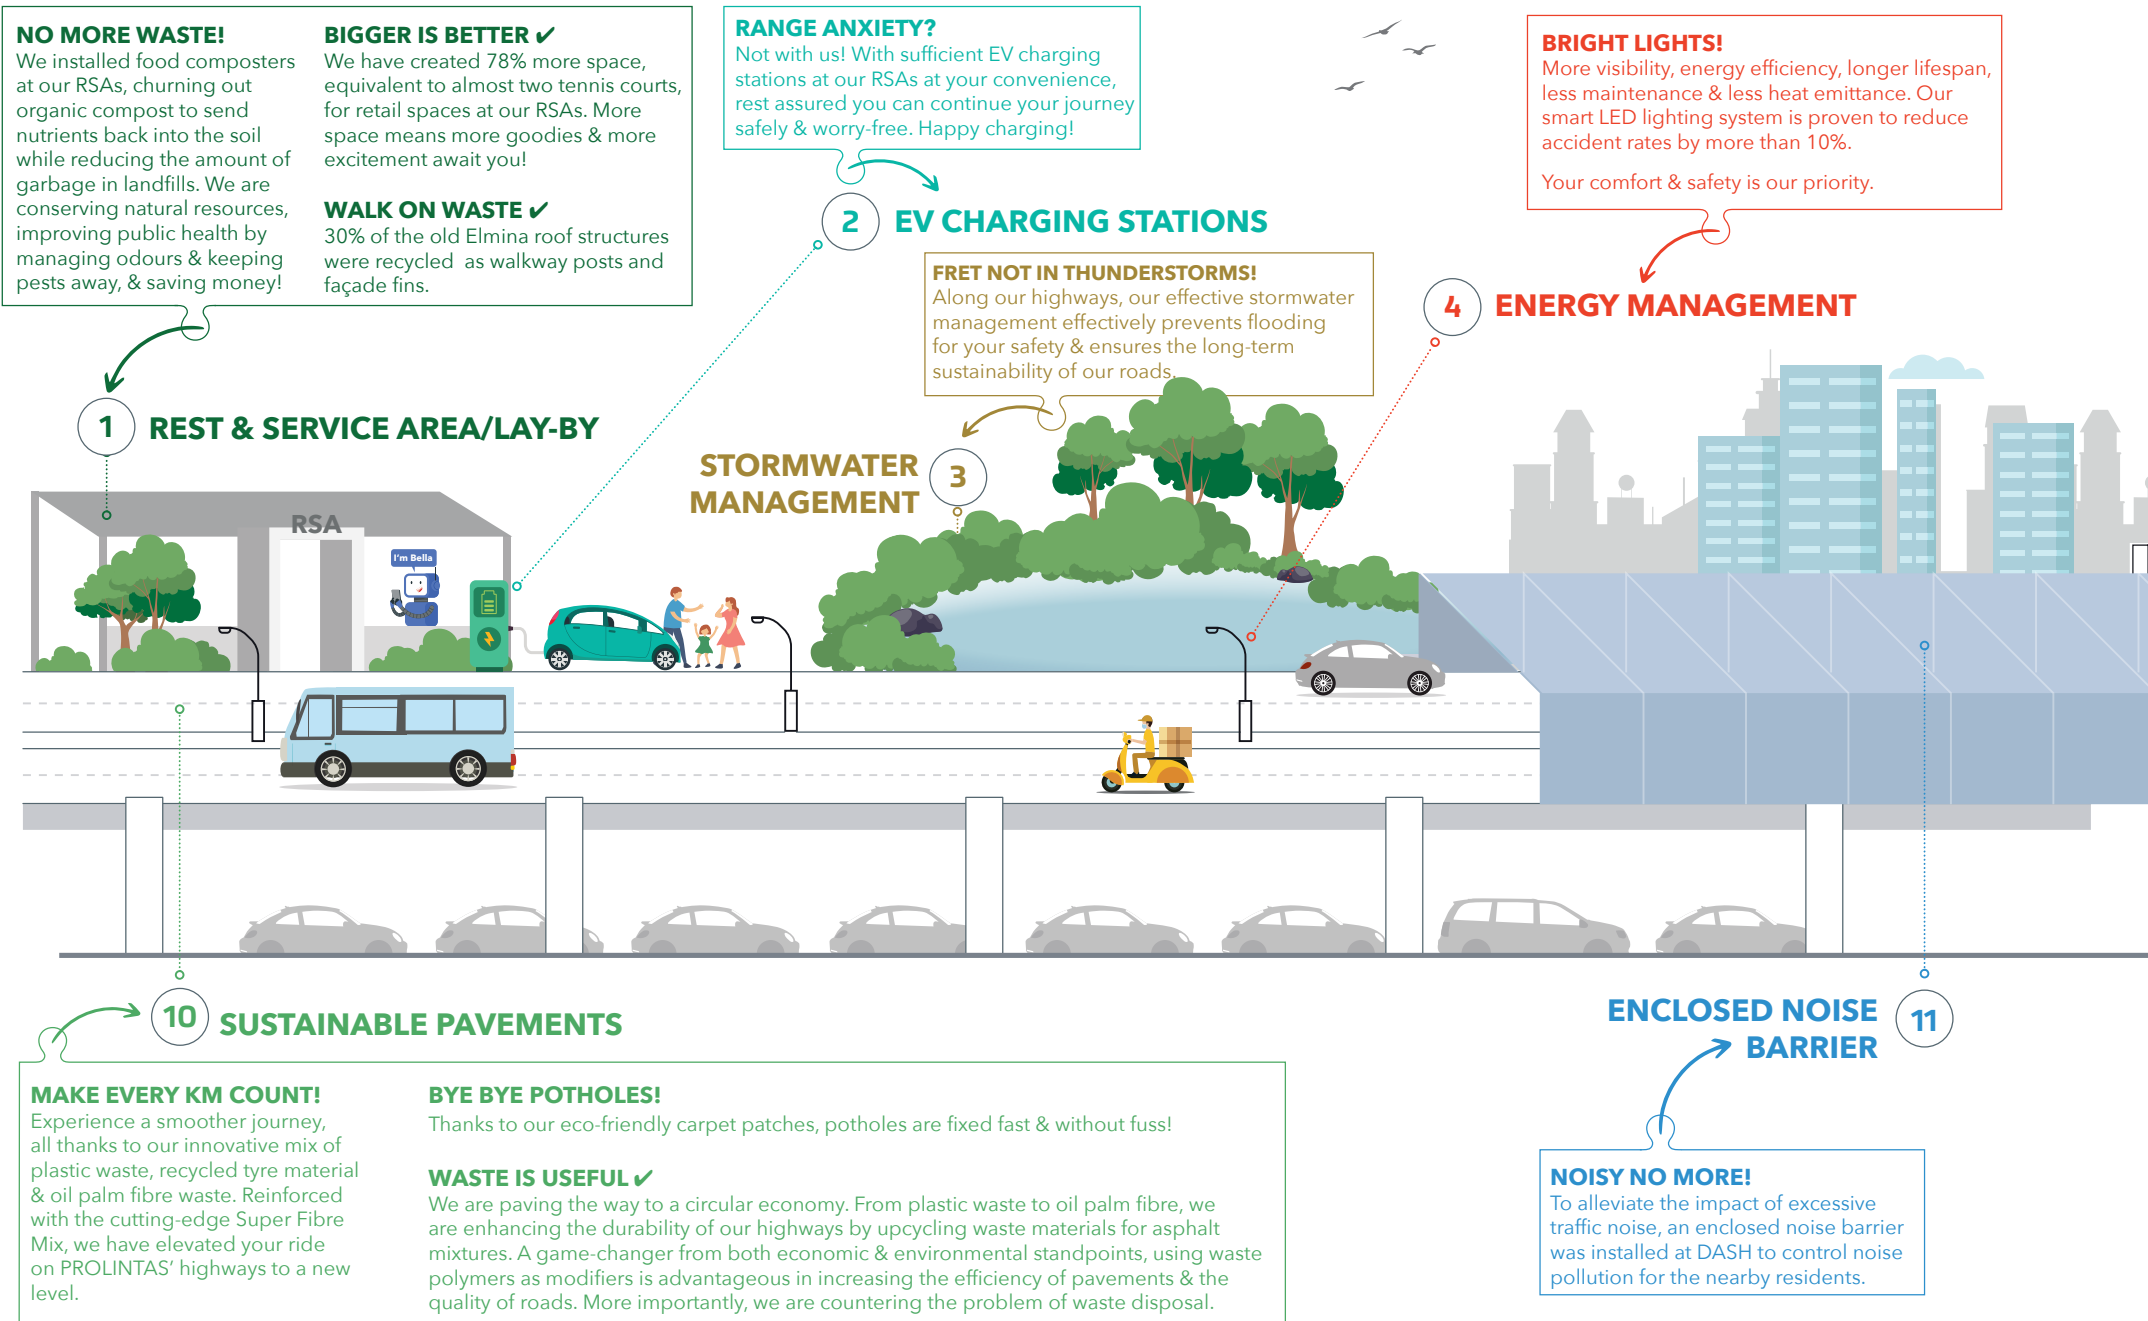 NO MORE WASTE!
We installed food composters
at our RSAs, churning out
organic compost to send
nutrients back into the soil
while reducing the amount of
garbage in landfills. We are
conserving natural resources,
improving public health by
managing odours & keeping
pests away, & saving money!
BIGGER IS BETTER ✔
We have created 78% more space,
equivalent to almost two tennis courts,
for retail spaces at our RSAs. More
space means more goodies & more
excitement await you!
WALK ON WASTE ✔
30% of the old Elmina roof structures
were recycled as walkway posts and
façade fins.
1
REST & SERVICE AREA/LAY-BY
RANGE ANXIETY?
Not with us! With sufficient EV charging
stations at our RSAs at your convenience,
rest assured you can continue your journey
safely & worry-free. Happy charging!
2
EV CHARGING STATIONS
FRET NOT IN THUNDERSTORMS!
Along our highways, our effective stormwater
management effectively prevents flooding
for your safety & ensures the long-term
sustainability of our roads.
STORMWATER
MANAGEMENT
3
BRIGHT LIGHTS!
More visibility, energy efficiency, longer lifespan,
less maintenance & less heat emittance. Our
smart LED lighting system is proven to reduce
accident rates by more than 10%.
Your comfort & safety is our priority.
4
ENERGY MANAGEMENT
RSA
I'm Bella
10
SUSTAINABLE PAVEMENTS
MAKE EVERY KM COUNT!
Experience a smoother journey,
all thanks to our innovative mix of
plastic waste, recycled tyre material
& oil palm fibre waste. Reinforced
with the cutting-edge Super Fibre
Mix, we have elevated your ride
on PROLINTAS' highways to a new
level.
BYE BYE POTHOLES!
Thanks to our eco-friendly carpet patches, potholes are fixed fast & without fuss!
WASTE IS USEFUL ✔
We are paving the way to a circular economy. From plastic waste to oil palm fibre, we
are enhancing the durability of our highways by upcycling waste materials for asphalt
mixtures. A game-changer from both economic & environmental standpoints, using waste
polymers as modifiers is advantageous in increasing the efficiency of pavements & the
quality of roads. More importantly, we are countering the problem of waste disposal.
ENCLOSED NOISE
BARRIER
11
NOISY NO MORE!
To alleviate the impact of excessive
traffic noise, an enclosed noise barrier
was installed at DASH to control noise
pollution for the nearby residents.